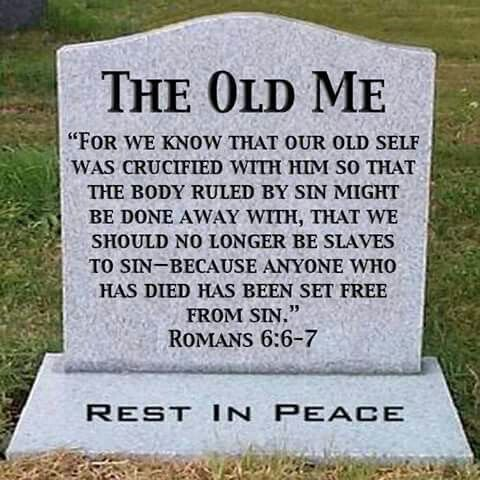 THE OLD ME
“FOR WE KNOW THAT OUR OLD SELF
WAS CRUCIFIED WITH HIM SO THAT
THE BODY RULED BY SIN MIGHT
BE DONE AWAY WITH, THAT WE
SHOULD NO LONGER BE SLAVES
TO SIN—BECAUSE ANYONE WHO
HAS DIED HAS BEEN SET FREE
FROM SIN.”
ROMANS 6:6-7
REST IN PEACE